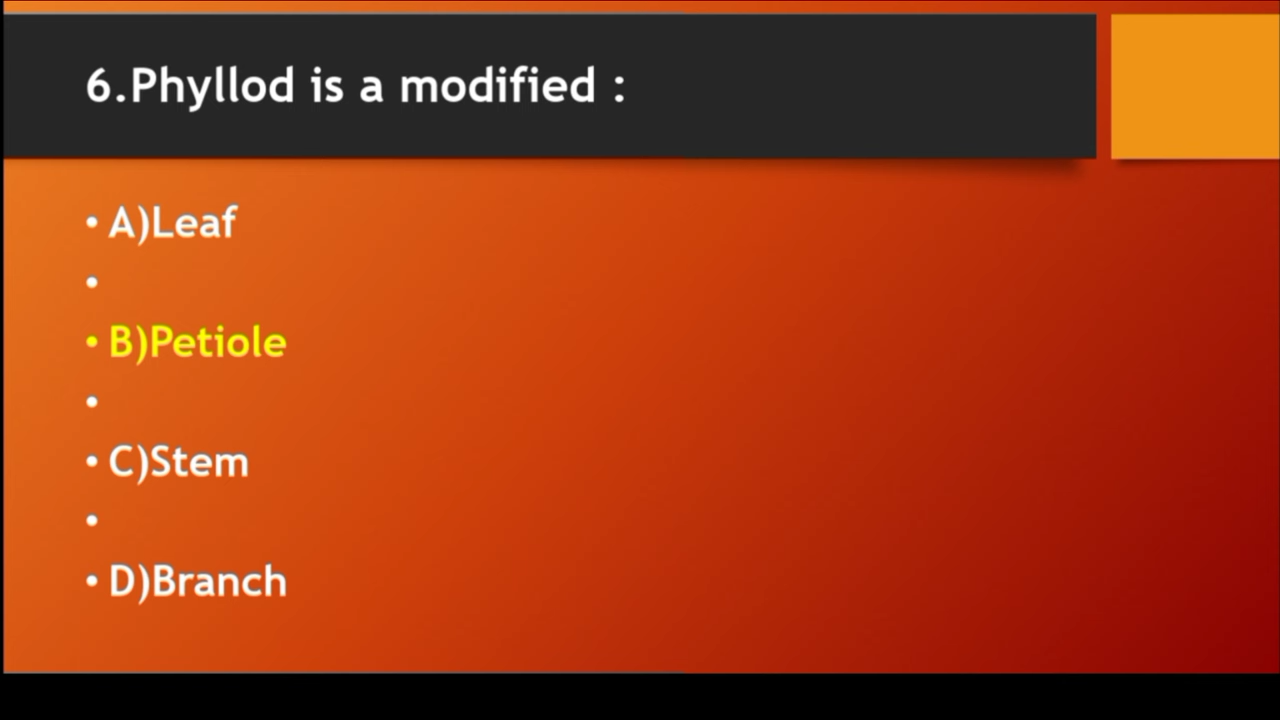 6.Phyllod is a modified :
• A)Leaf
•
• B)Petiole
•
• C)Stem
•
• D)Branch